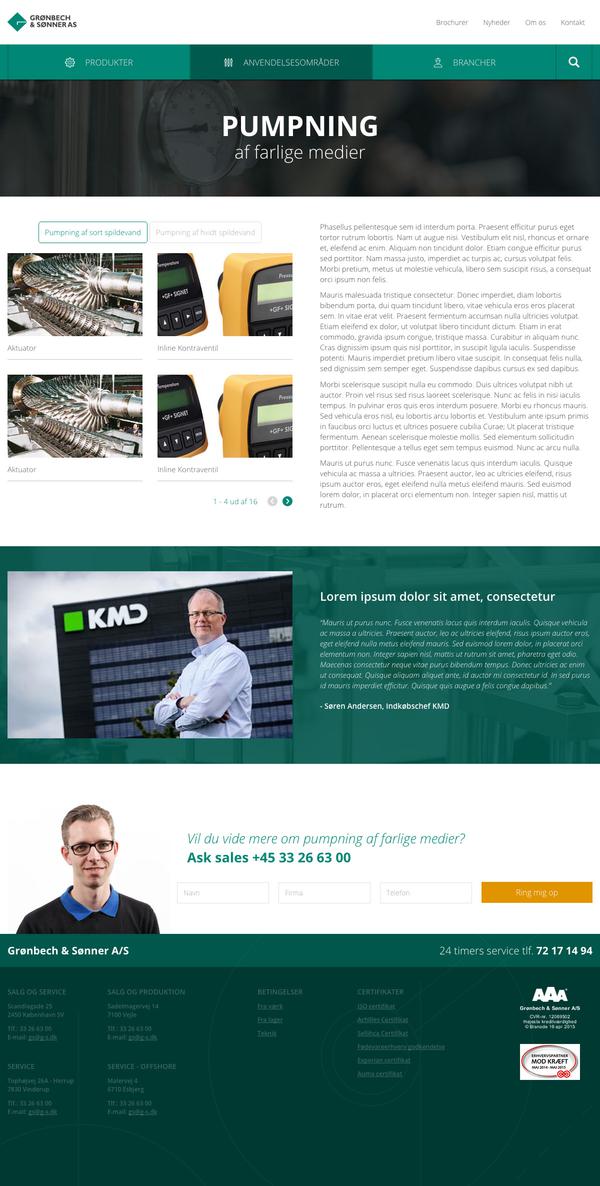 GRØNBECH
& SØNNER AS
Brochurer Nyheder Om os Kontakt
PRODUKTER ANVENDELSESOMRÅDER BRANCHER
PUMPNING
af farlige medier
Pumpning af sort spildevand Pumpning af hvidt spildevand
Aktuator Inline Kontraventil
Aktuator Inline Kontraventil
1 - 4 ud af 16
Phasellus pellentesque sem id interdum porta. Praesent efficitur purus eget
tortor rutrum lobortis. Nam ut augue nisi. Vestibulum elit nisl, rhoncus et ornare
et, eleifend ac enim. Aliquam non tincidunt dolor. Etiam congue efficitur purus
sed porttitor. Nam massa justo, imperdiet ac turpis ac, cursus volutpat felis.
Morbi pretium, metus ut molestie vehicula, libero sem suscipit risus, a consequat
orci ipsum non felis.
Mauris malesuada tristique consectetur. Donec imperdiet, diam lobortis
bibendum porta, dui quam tincidunt libero, vitae vehicula eros eros placerat
sem. In vitae erat velit. Praesent fermentum accumsan nulla ultricies volutpat.
Etiam eleifend ex dolor, ut volutpat libero tincidunt dictum. Etiam in erat
commodo, gravida ipsum congue, tristique massa. Curabitur in aliquam nunc.
Cras dignissim ipsum quis nisl porttitor, in suscipit ligula iaculis. Suspendisse
potenti. Mauris imperdiet pretium libero vitae suscipit. In consequat felis nulla,
sed dignissim sem semper eget. Suspendisse dapibus cursus ex sed dapibus.
Morbi scelerisque suscipit nulla eu commodo. Duis ultrices volutpat nibh ut
auctor. Proin vel risus sed risus laoreet scelerisque. Nunc ac felis in nisi iaculis
tempus. In pulvinar eros quis eros interdum posuere. Morbi eu rhoncus mauris.
Sed vehicula eros nisl, eu lobortis arcu lobortis et. Vestibulum ante ipsum primis
in faucibus orci luctus et ultrices posuere cubilia Curae; Ut placerat tristique
fermentum. Aenean scelerisque molestie mollis. Sed elementum sollicitudin
porttitor. Pellentesque a tellus eget sem tempus euismod. Nunc ac arcu nulla.
Mauris ut purus nunc. Fusce venenatis lacus quis interdum iaculis. Quisque
vehicula ac massa a ultricies. Praesent auctor, leo ac ultricies eleifend, risus
ipsum auctor eros, eget eleifend nulla metus eleifend mauris. Sed euismod
lorem dolor, in placerat orci elementum non. Integer sapien nisl, mattis ut
rutrum.
KMD
Lorem ipsum dolor sit amet, consectetur
"Mauris ut purus nunc. Fusce venenatis lacus quis interdum iaculis. Quisque vehicula
ac massa a ultricies. Praesent auctor, leo ac ultricies eleifend, risus ipsum auctor eros,
eget eleifend nulla metus eleifend mauris. Sed euismod lorem dolor, in placerat orci
elementum non. Integer sapien nisl, mattis ut rutrum sit amet, pharetra eget odio.
Maecenas consectetur neque vitae purus bibendum tempus. Donec ultricies ac enim
ut consequat. Quisque aliquam aliquet ante, id auctor mi consectetur id. In sed purus
id mauris imperdiet efficitur. Quisque quis augue a felis congue dapibus."
- Søren Andersen, Indkøbschef KMD
Vil du vide mere om pumpning af farlige medier?
Ask sales +45 33 26 63 00
Navn Firma Telefon Ring mig op
Grønbech & Sønner A/S 24 timers service tlf. 72 17 14 94
SALG OG SERVICE
Scandiagade 25
2450 København SV
Tlf.: 33 26 63 00
E-mail: gs@g-s.dk
SALG OG PRODUKTION
Sadelmagervej 14
7100 Vejle
Tlf.: 33 26 63 00
E-mail: gs@g-s.dk
SERVICE
Tophøjvej 26A - Herrup
7830 Vinderup
Tlf.: 33 26 63 00
E-mail: gs@g-s.dk
SERVICE - OFFSHORE
Malervej 4
6710 Esbjerg
Tlf.: 33 26 63 00
E-mail: gs@g-s.dk
BETINGELSER
Fra værk
Fra lager
Teknik
CERTIFIKATER
ISO certifikat
Achilles Certifikat
Sellihca Certifikat
Fødevareerhverv godkendelse
Experian certifikat
Auma certifikat
AAA
Grønbech & Sønner A/S
CVR-nr. 12089502
Højeste kreditværdighed
© Bisnode 16 apr 2015
ERHVERVSPARTNER
MOD KRÆFT
MAJ 2014 - MAJ 2015